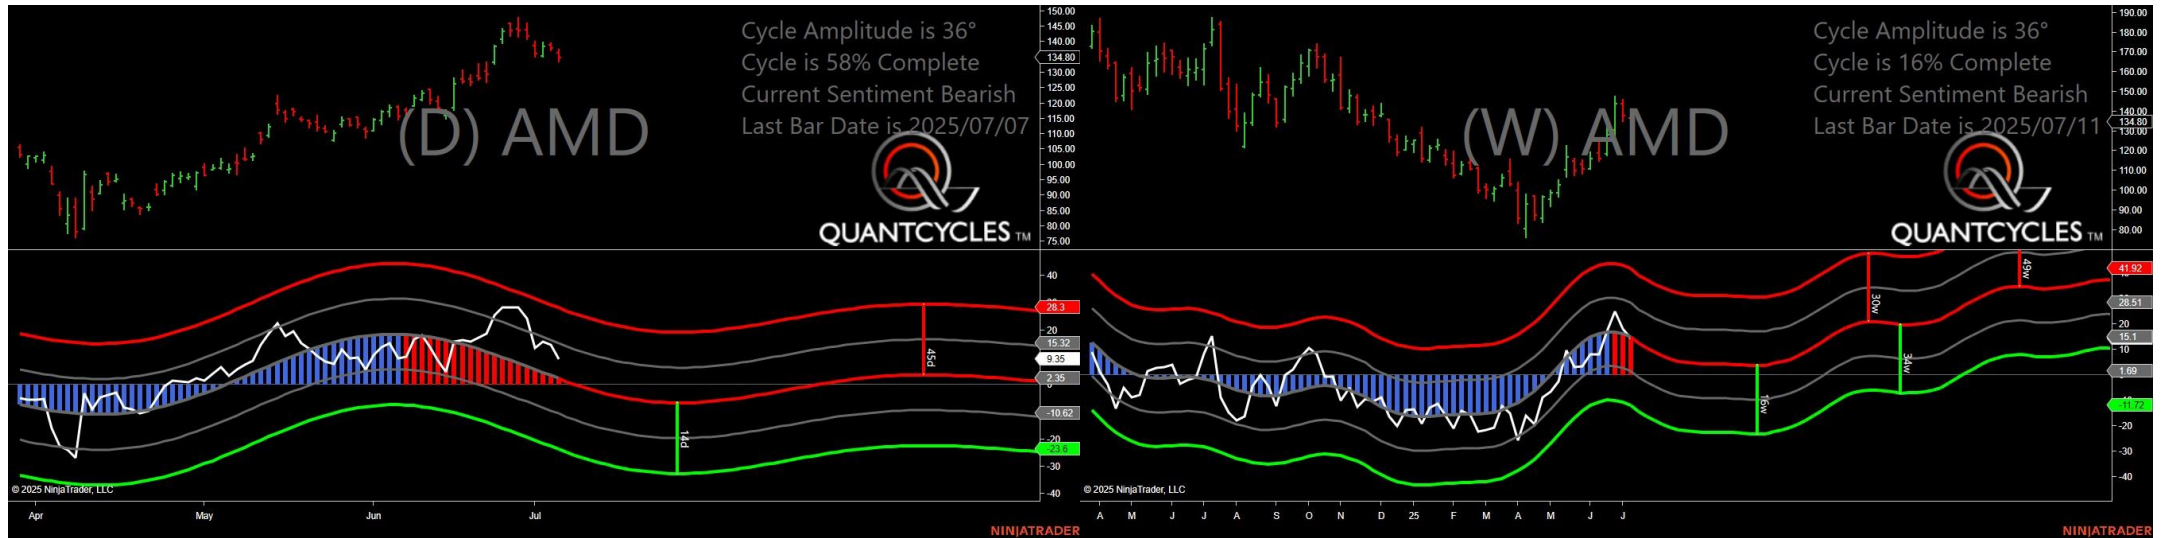 Cycle Amplitude is 36°
Cycle is 58% Complete
Current Sentiment Bearish
Last Bar Date is 2025/07/07
(D) AMD
QUANTCYCLES TM
150.00
145.00
140.00
134.80
130.00
125.00
120.00
115.00
110.00
105.00
100.00
95.00
90.00
85.00
80.00
75.00
40
28.3
20
15.32
9.35
2.35
0
-10.62
-20
-23.6
-30
-40
45d
14d
© 2025 NinjaTrader, LLC
Apr May Jun Jul
NINJATRADER
Cycle Amplitude is 36°
Cycle is 16% Complete
Current Sentiment Bearish
Last Bar Date is 2025/07/11
(W) AMD
QUANTCYCLES TM
190.00
180.00
170.00
160.00
150.00
140.00
134.80
130.00
120.00
110.00
100.00
90.00
80.00
41.92
28.51
20
15.1
10
1.69
-11.72
-20
-30
-40
49w
30w
34w
16w
© 2025 NinjaTrader, LLC
A M J J A S O N D 25 F M A M J J
NINJATRADER